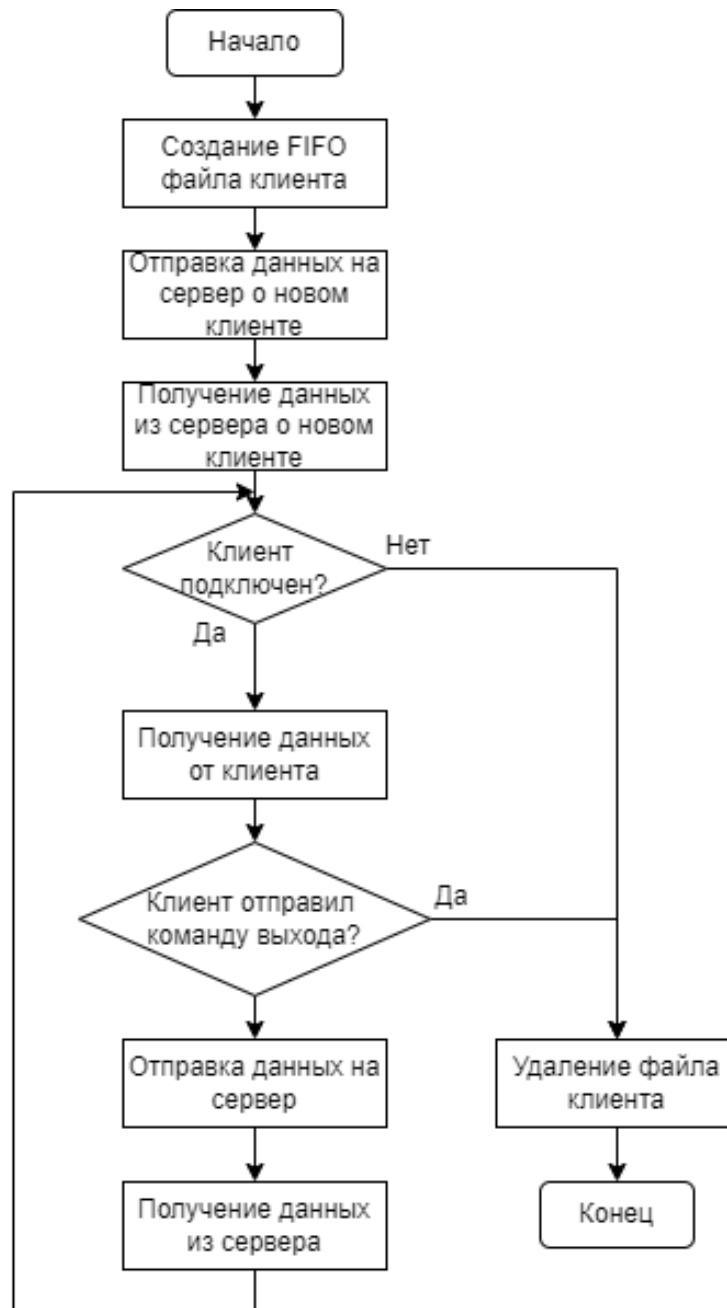 Начало
Создание FIFO
файла клиента
Отправка данных на
сервер о новом
клиенте
Получение данных
из сервера о новом
клиенте
Клиент
подключен?
Нет
Да
Получение данных
от клиента
Клиент отправил
команду выхода?
Да
Отправка данных на
сервер
Удаление файла
клиента
Получение данных
из сервера
Конец